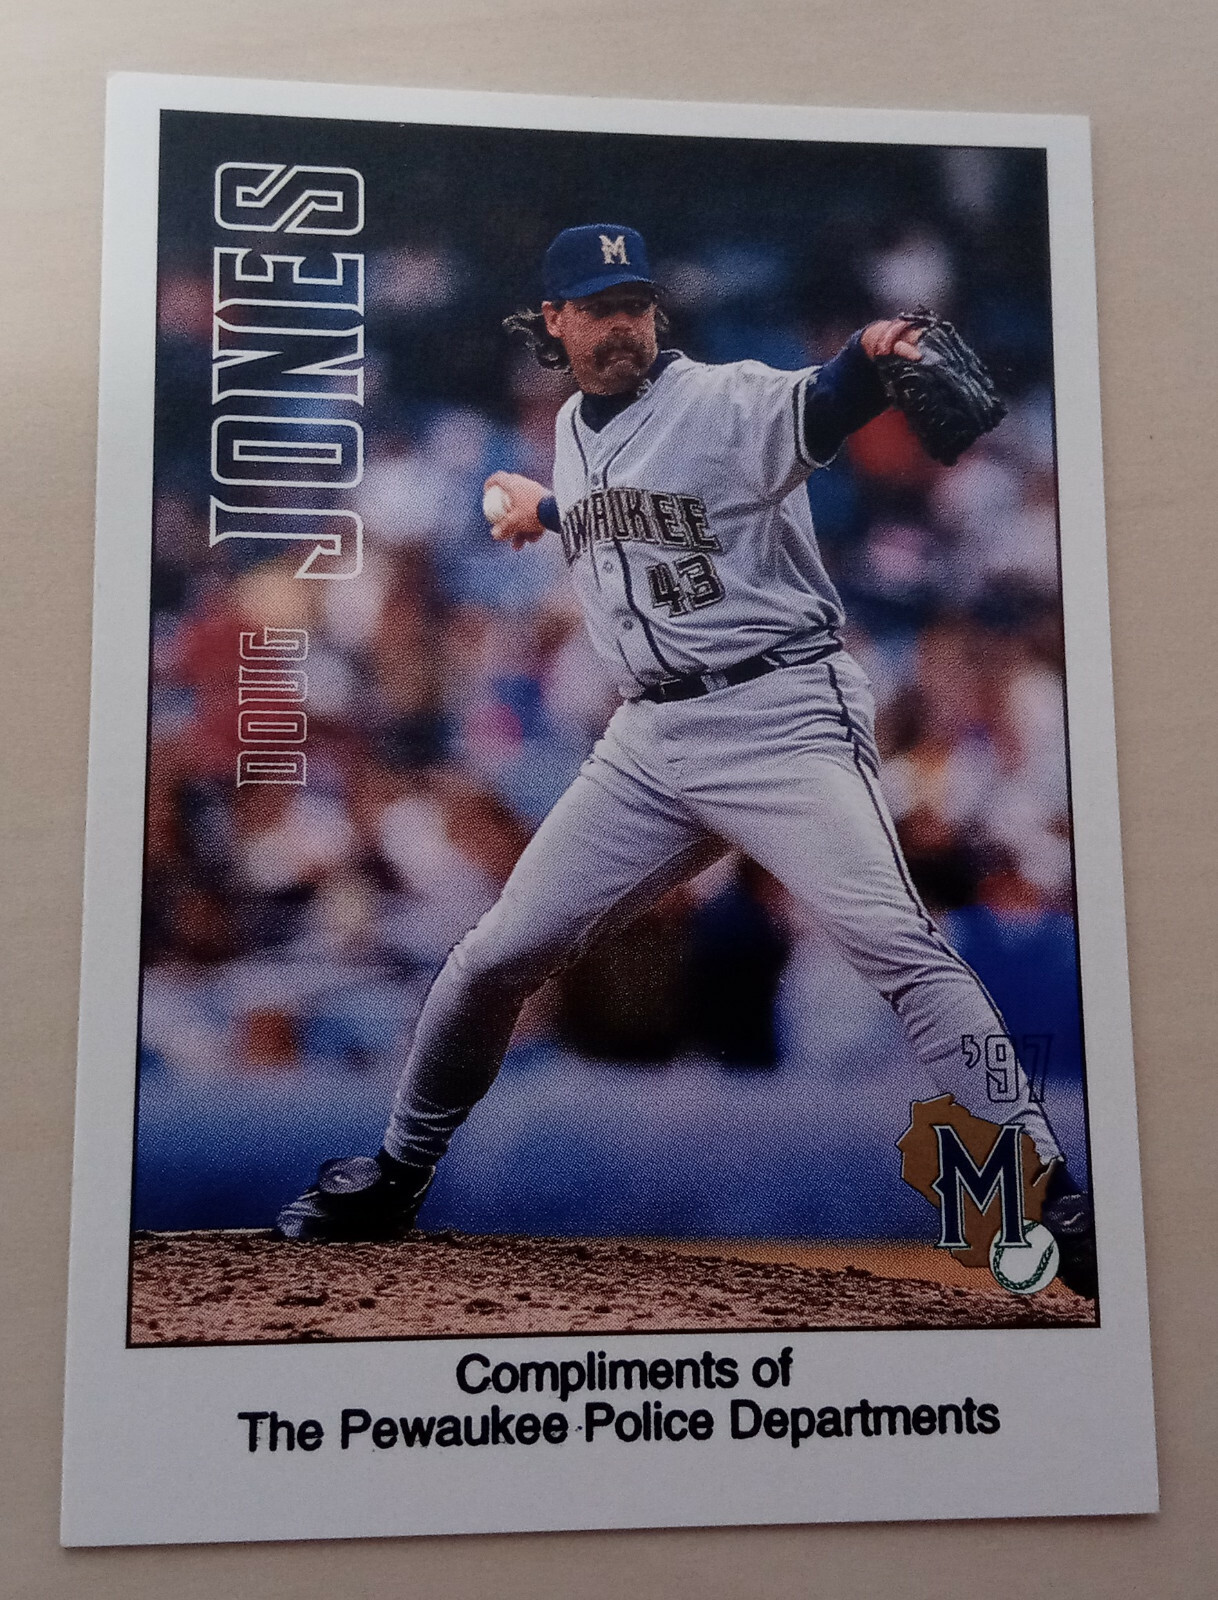 DOUG JONES
M
MILWAUKEE
43
'97
M
Compliments of
The Pewaukee Police Departments